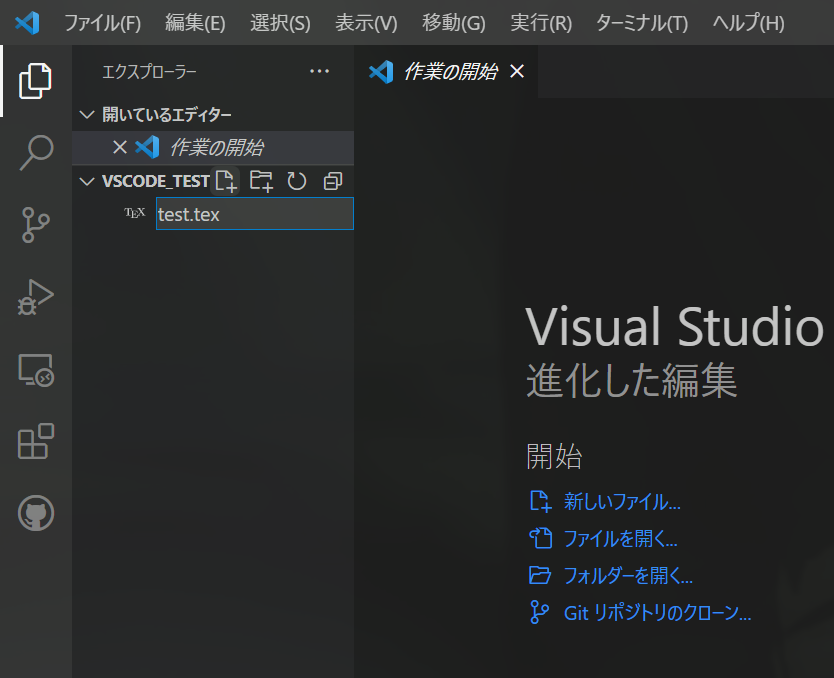 ファイル(F) 編集(E) 選択(S) 表示(V) 移動(G) 実行(R) ターミナル(T) ヘルプ(H)
エクスプローラー
作業の開始
開いているエディター
作業の開始
VSCODE_TEST
TEX test.tex
Visual Studio
進化した編集
開始
新しいファイル...
ファイルを開く...
フォルダーを開く...
Git リポジトリのクローン...